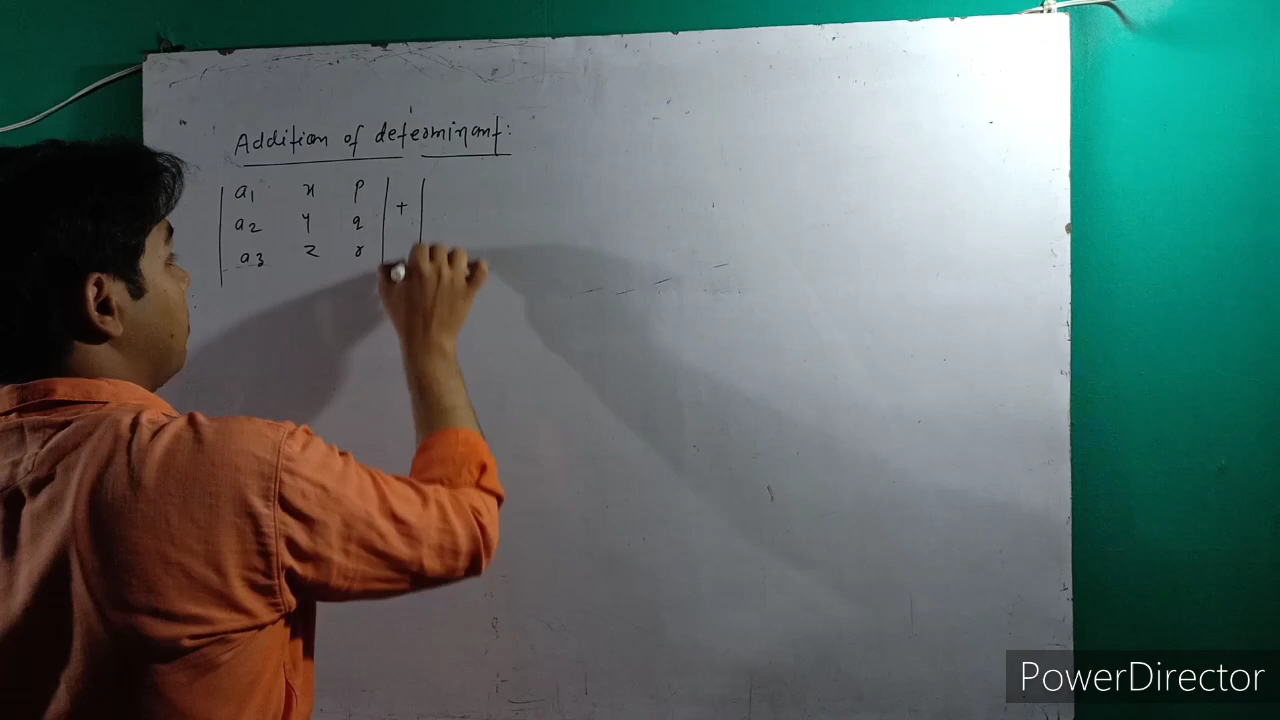 Addition of determinant:
| a1 x p | + |
| a2 y q |
| a3 z r |
PowerDirector